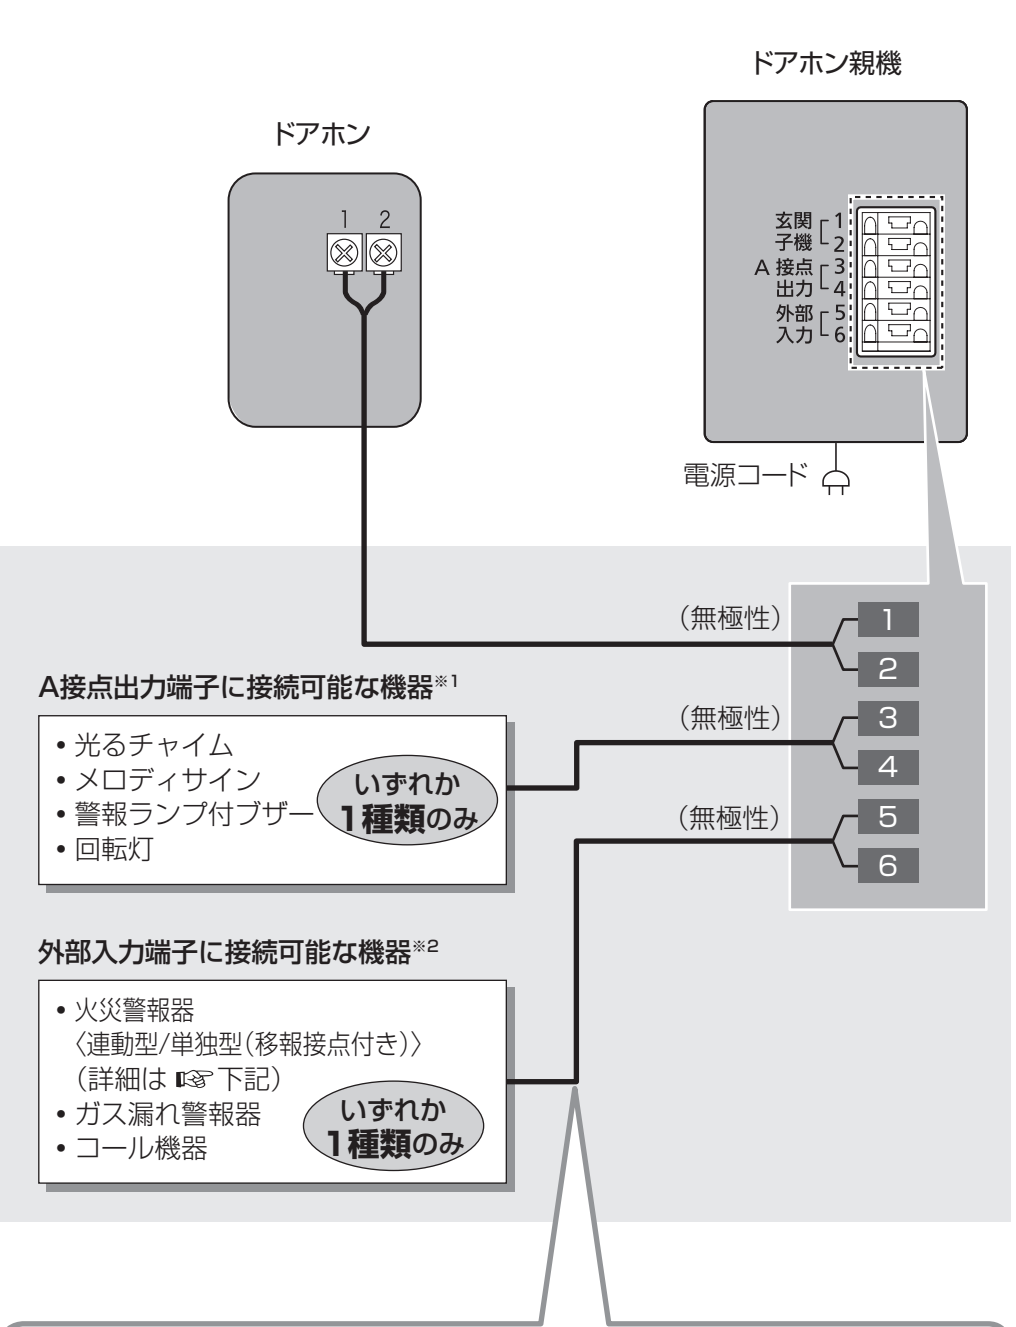 ドアホン親機
ドアホン
1 2
玄関 1
子機 2
A 接点 3
出力 4
外部 5
入力 6
電源コード
（無極性）
1
2
A接点出力端子に接続可能な機器※1
（無極性）
3
4
• 光るチャイム
• メロディサイン
• 警報ランプ付ブザー
• 回転灯
いずれか
1種類のみ
（無極性）
5
6
外部入力端子に接続可能な機器※2
• 火災警報器
〈連動型/単独型（移報接点付き）〉
（詳細は ☞ 下記）
• ガス漏れ警報器
• コール機器
いずれか
1種類のみ